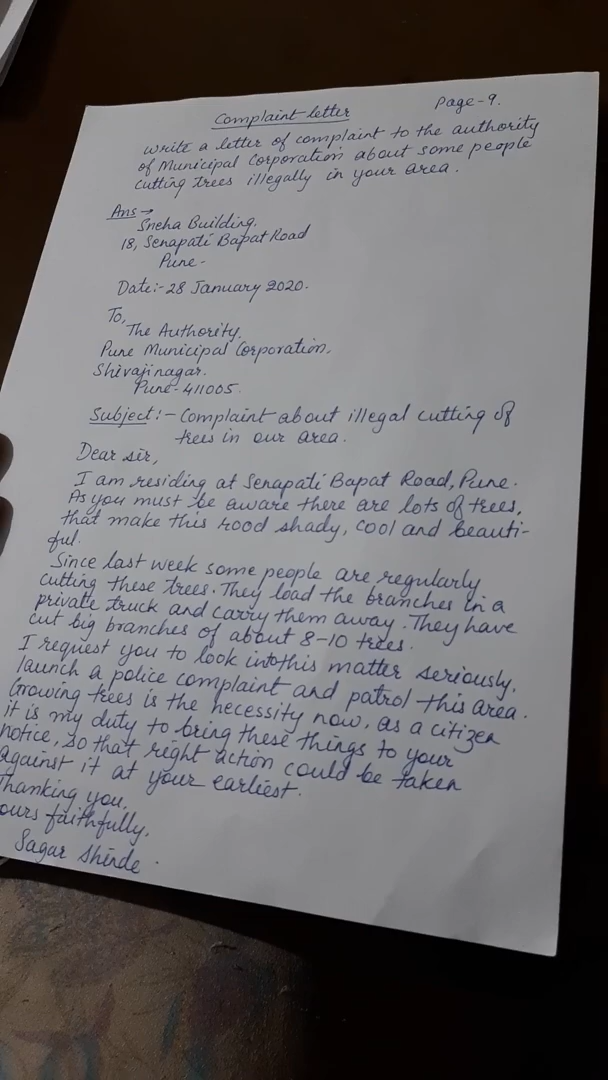 Complaint letter
Page-9.
write a letter of complaint to the authority
of Municipal Corporation about some people
cutting trees illegally in your area.
Ans →
Sneha Building,
18, Senapati Bapat Road
Pune-
Date:- 28 January 2020.
To,
The Authority,
Pune Municipal Corporation,
Shivajinagar.
Pune-411005.
Subject:- Complaint about illegal cutting of
trees in our area.
Dear sir,
I am residing at Senapati Bapat Road, Pune.
As you must be aware there are lots of trees,
that make this rood shady, cool and beauti-
ful.
Since last week some people are regularly
cutting these trees. They load the branches in a
private truck and carry them away. They have
cut big branches of about 8-10 trees.
I request you to look into this matter seriously,
launch a police complaint and patrol this area.
Growing trees is the necessity now, as a citizen
it is my duty to bring these things to your
notice, so that right action could be taken
against it at your earliest.
Thanking you,
ours faithfully,
Sagar Shinde.